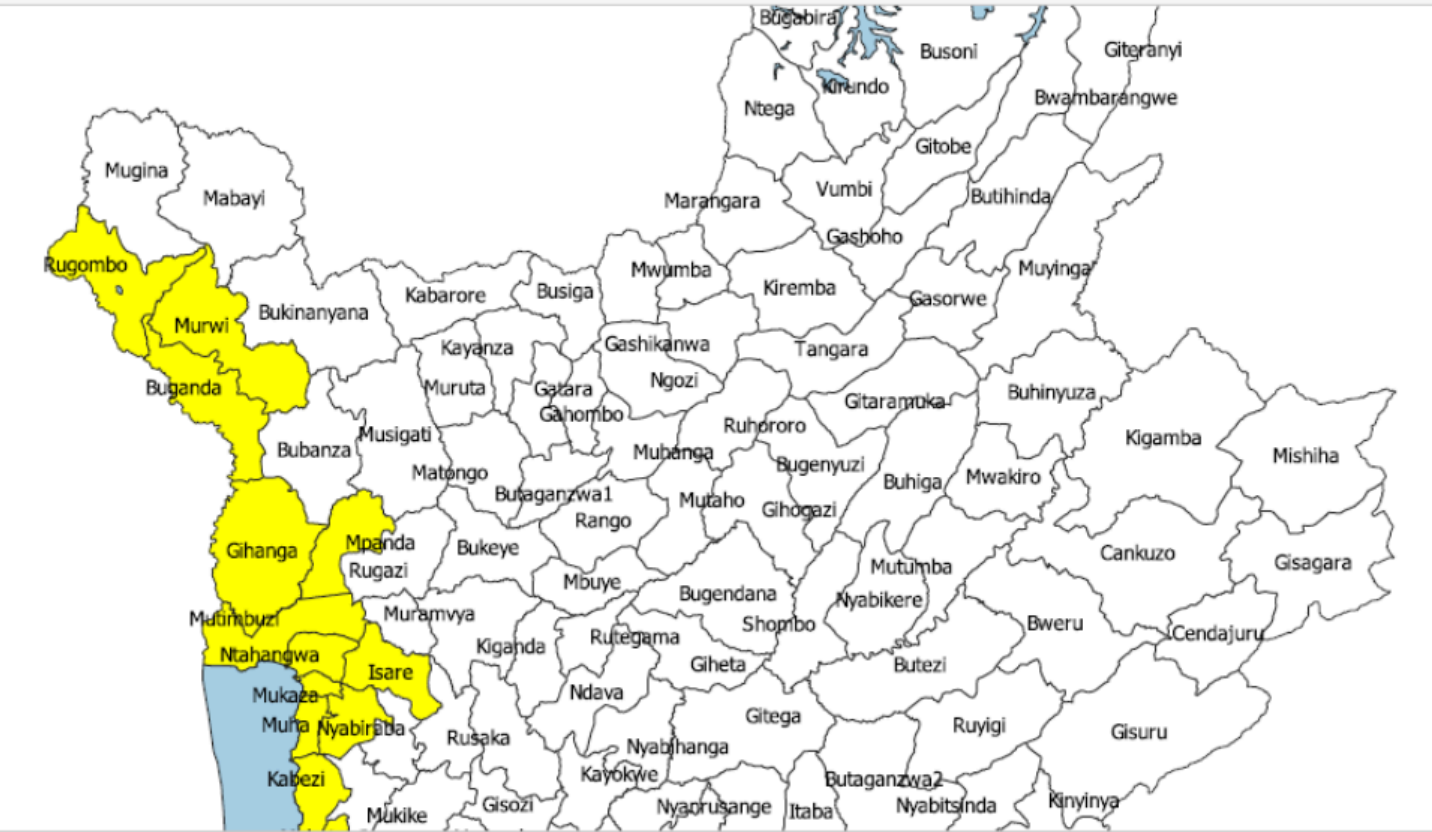 Bugabira
Busoni
Giteranyi
Kirundo
Ntega
Bwambarangwe
Gitobe
Mugina
Vumbi
Mabayi
Marangara
Butihinda
Gashoho
Rugombo
Mwumba
Muyinga
Kiremba
Busiga
Kabarore
Gasorwe
Bukinanyana
Murwi
Gashikanwa
Kayanza
Tangara
Ngozi
Buganda
Muruta
Gatara
Buhinyuza
Gitaramuka
Gahombo
Ruhororo
Musigati
Kigamba
Bubanza
Muhanga
Mishiha
Bugenyuzi
Matongo
Mwakiro
Buhiga
Butaganzwa1
Mutaho
Gihogazi
Rango
Mpanda
Bukeye
Gihanga
Cankuzo
Gisagara
Rugazi
Mutumba
Mbuye
Bugendana
Nyabikere
Muramvya
Mutimbuzi
Shombo
Bweru
Cendajuru
Rutegama
Kiganda
Ntahangwa
Giheta
Butezi
Isare
Mukaza
Ndava
Gitega
Muha
Nyabiraba
Ruyigi
Gisuru
Rusaka
Nyabihanga
Kayokwe
Kabezi
Butaganzwa2
Gisozi
Nyarusange
Nyabitsinda
Kinyinya
Itaba
Mukike